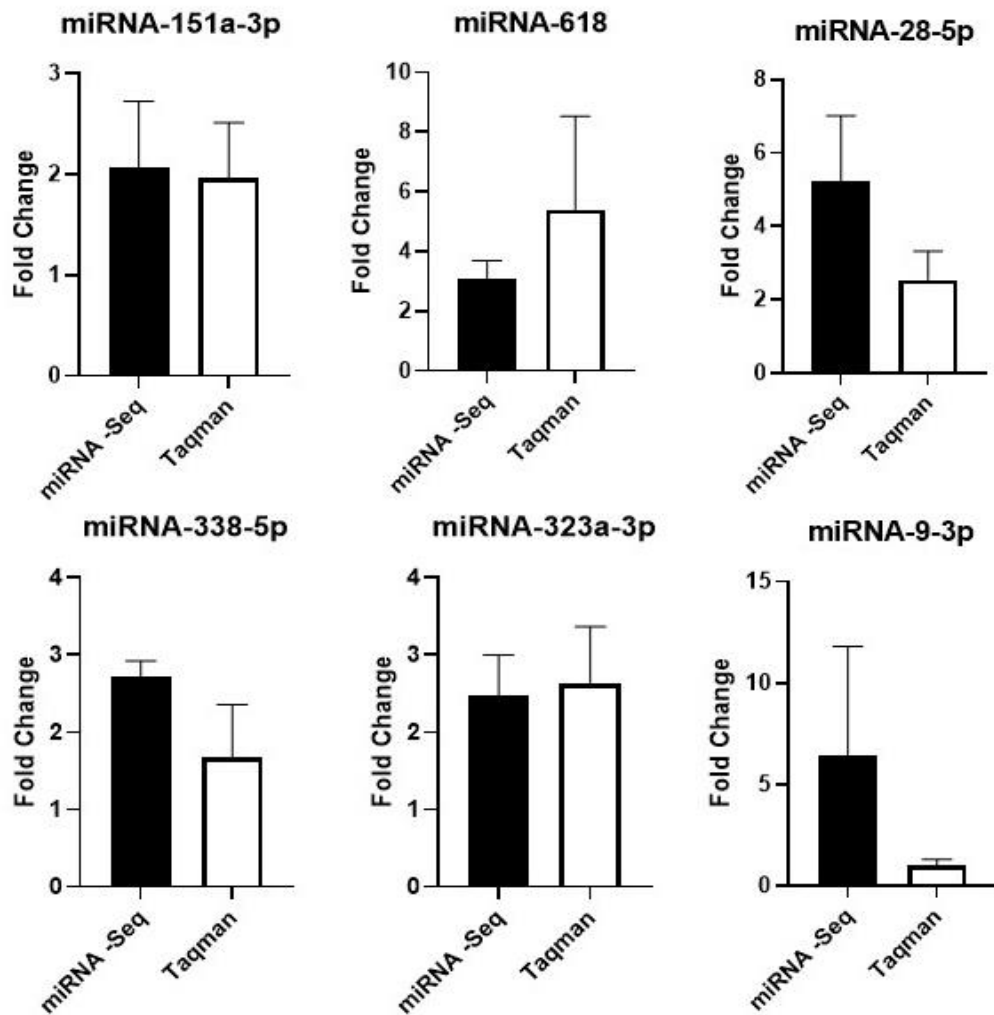 miRNA-151a-3p
Fold Change
3
2
1
0
miRNA -Seq
Taqman
miRNA-618
Fold Change
10
8
6
4
2
0
miRNA -Seq
Taqman
miRNA-28-5p
Fold Change
8
6
4
2
0
miRNA -Seq
Taqman
miRNA-338-5p
Fold Change
4
3
2
1
0
miRNA -Seq
Taqman
miRNA-323a-3p
Fold Change
4
3
2
1
0
miRNA -Seq
Taqman
miRNA-9-3p
Fold Change
15
10
5
0
miRNA -Seq
Taqman